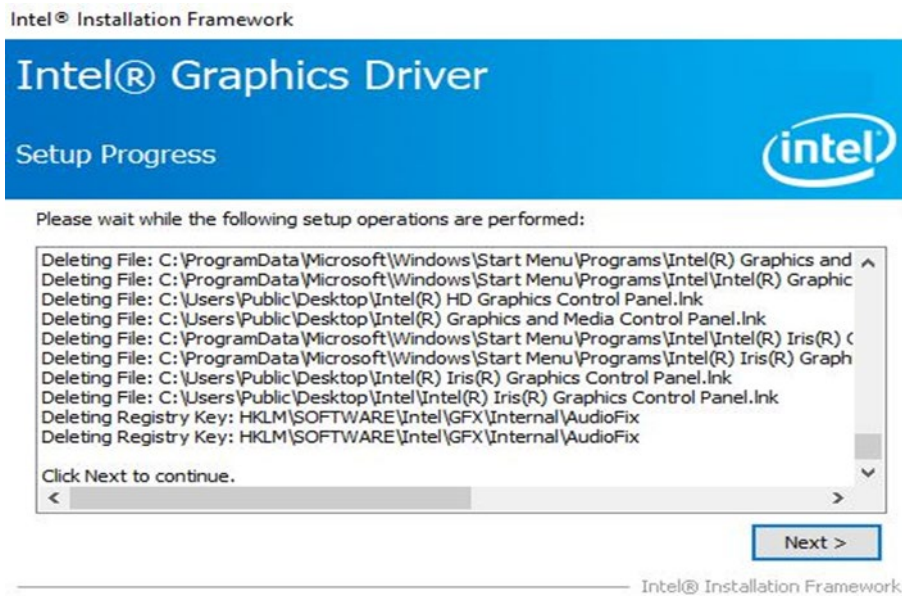 Intel® Installation Framework
Intel® Graphics Driver
Setup Progress
intel
Please wait while the following setup operations are performed:
Deleting File: C:\ProgramData\Microsoft\Windows\Start Menu\Programs\Intel(R) Graphics and
Deleting File: C:\ProgramData\Microsoft\Windows\Start Menu\Programs\Intel\Intel(R) Graphic
Deleting File: C:\Users\Public\Desktop\Intel(R) HD Graphics Control Panel.lnk
Deleting File: C:\Users\Public\Desktop\Intel(R) Graphics and Media Control Panel.lnk
Deleting File: C:\ProgramData\Microsoft\Windows\Start Menu\Programs\Intel\Intel(R) Iris(R) G
Deleting File: C:\ProgramData\Microsoft\Windows\Start Menu\Programs\Intel(R) Iris(R) Graph
Deleting File: C:\Users\Public\Desktop\Intel(R) Iris(R) Graphics Control Panel.lnk
Deleting File: C:\Users\Public\Desktop\Intel\Intel(R) Iris(R) Graphics Control Panel.lnk
Deleting Registry Key: HKLM\SOFTWARE\Intel\GFX\Internal\AudioFix
Deleting Registry Key: HKLM\SOFTWARE\Intel\GFX\Internal\AudioFix
Click Next to continue.
Next >
Intel® Installation Framework